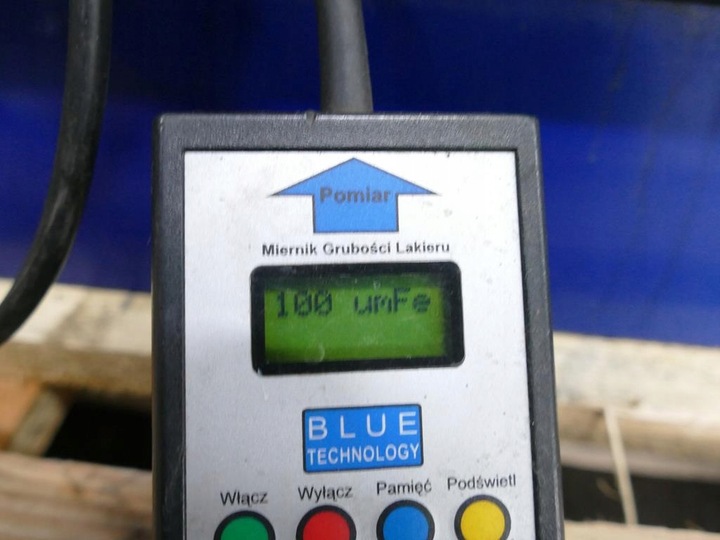 Pomiar
Miernik Grubości Lakieru
100 umFe
BLUE
TECHNOLOGY
Włącz Wyłącz Pamięć Podświetl